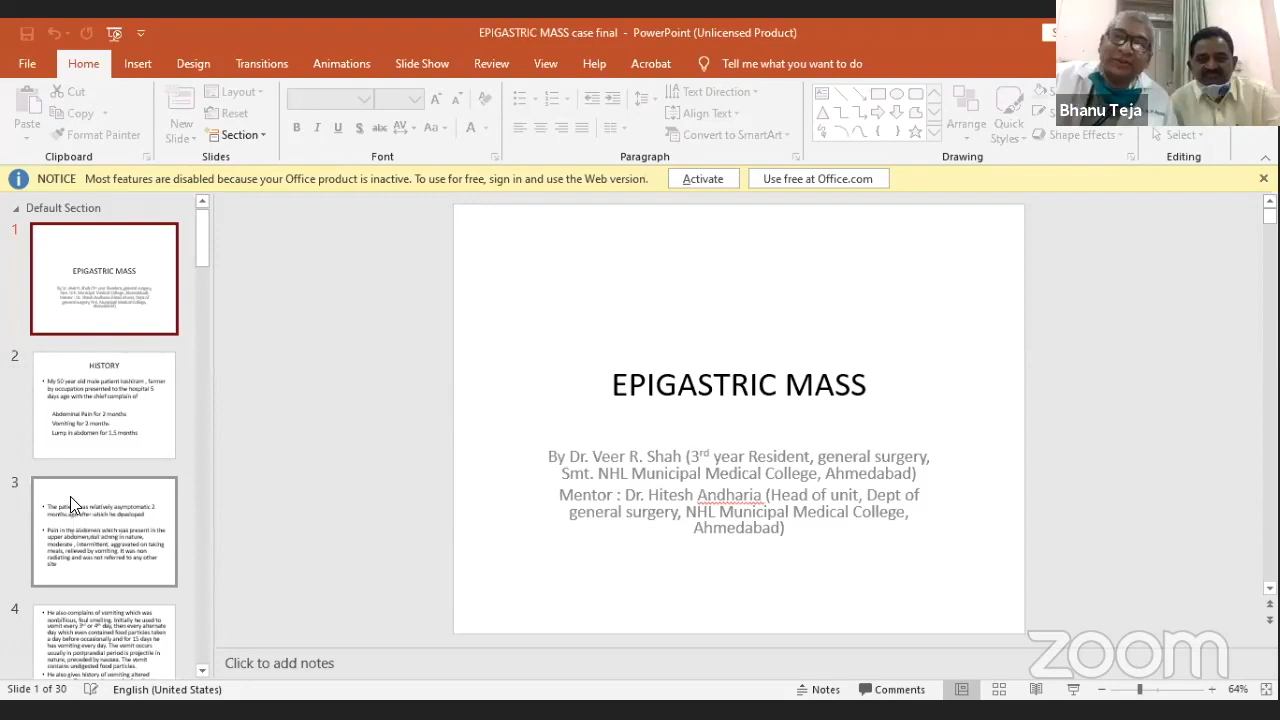 EPIGASTRIC MASS case final - PowerPoint (Unlicensed Product)
File Home Insert Design Transitions Animations Slide Show Review View Help Acrobat Tell me what you want to do
Bhanu Teja
Paste
Cut
Copy
Format Painter
Clipboard
New
Slides
Slide
Layout
Reset
Section
Font
Text Direction
Align Text
Convert to SmartArt
Paragraph
Arrange
Quick
Styles
Shape Effects
Drawing
Select
Editing
NOTICE Most features are disabled because your Office product is inactive. To use for free, sign in and use the Web version. Activate Use free at Office.com
Default Section
1
EPIGASTRIC MASS
2
HISTORY
• My 50 year old male patient kashiram , farmer
by occupation presented to the hospital 5
days ago with the chief complain of
Abdominal Pain for 2 months
Vomiting for 2 months
Lump in abdomen for 1.5 months
3
• The patient was relatively asymptomatic 2
months ago after which he developed
• Pain in the abdomen which was present in the
upper abdomen,dull aching in nature,
moderate , intermittent, aggravated on taking
meals, relieved by vomiting. It was non
radiating and was not referred to any other
site
4
• He also complains of vomiting which was
nonbilious, foul smelling. Initially he used to
vomit every 3rd or 4th day, then every alternate
day which even contained food particles taken
a day before occasionally and for 15 days he
has vomiting every day. The vomit occurs
usually in postprandial period is projectile in
nature, preceded by nausea. The vomit
contains undigested food particles.
• He also gives history of vomiting altered
EPIGASTRIC MASS
By Dr. Veer R. Shah (3rd year Resident, general surgery,
Smt. NHL Municipal Medical College, Ahmedabad)
Mentor : Dr. Hitesh Andharia (Head of unit, Dept of
general surgery, NHL Municipal Medical College,
Ahmedabad)
zoom
Click to add notes
Slide 1 of 30 English (United States) Notes Comments 64%